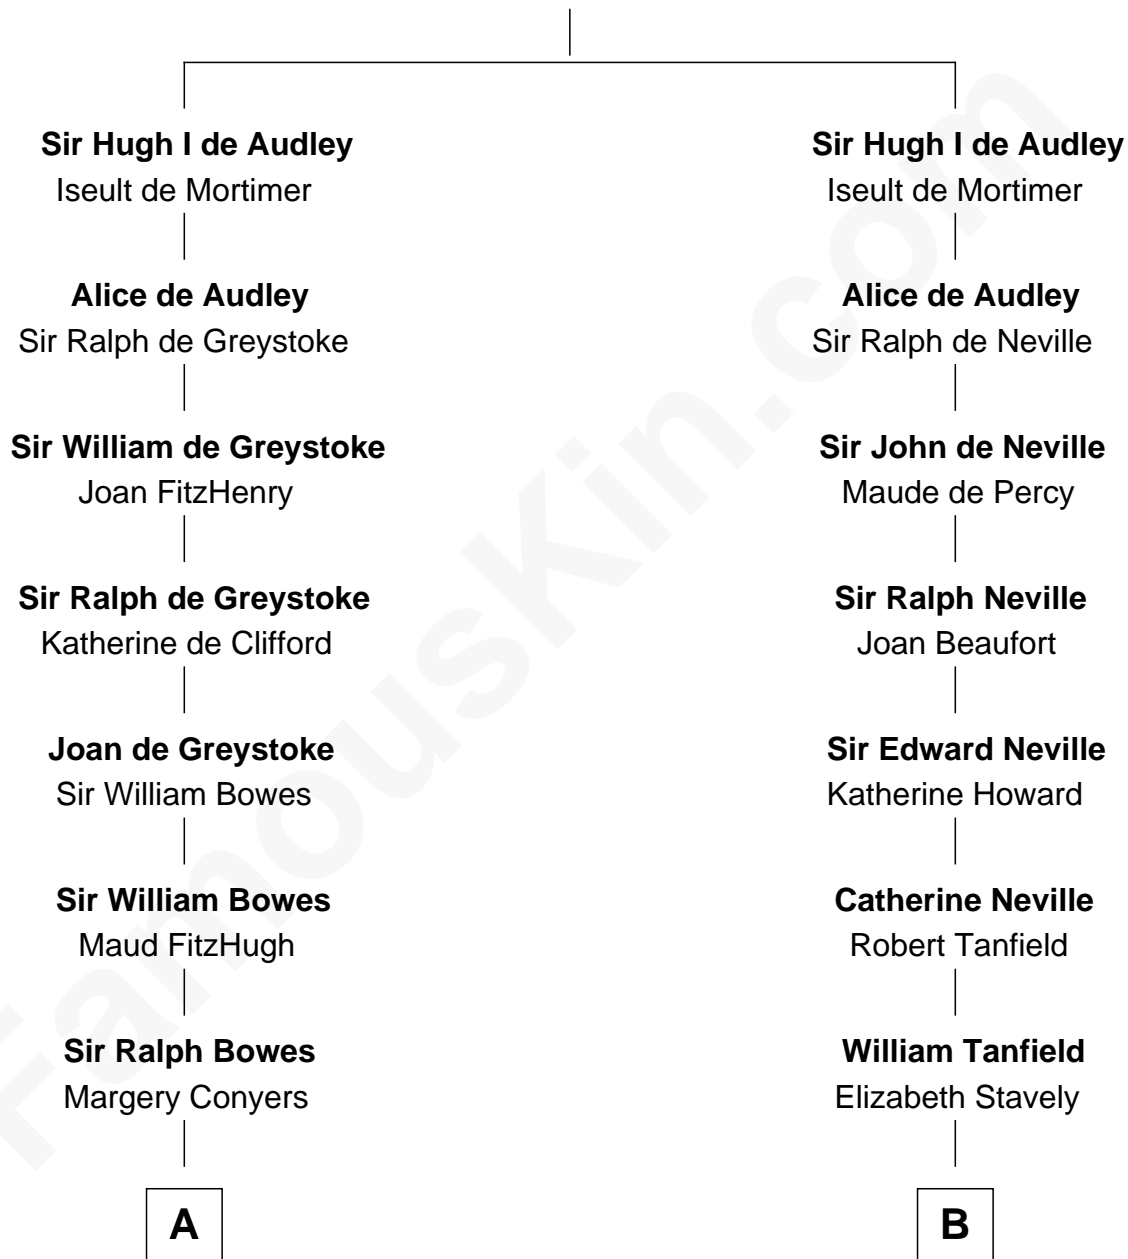 Sir Hugh I de Audley
Iseult de Mortimer
Alice de Audley
Sir Ralph de Greystoke
Sir William de Greystoke
Joan FitzHenry
Sir Ralph de Greystoke
Katherine de Clifford
Joan de Greystoke
Sir William Bowes
Sir William Bowes
Maud FitzHugh
Sir Ralph Bowes
Margery Conyers
A
Sir Hugh I de Audley
Iseult de Mortimer
Alice de Audley
Sir Ralph de Neville
Sir John de Neville
Maude de Percy
Sir Ralph Neville
Joan Beaufort
Sir Edward Neville
Katherine Howard
Catherine Neville
Robert Tanfield
William Tanfield
Elizabeth Stavely
B
FamousKin.com